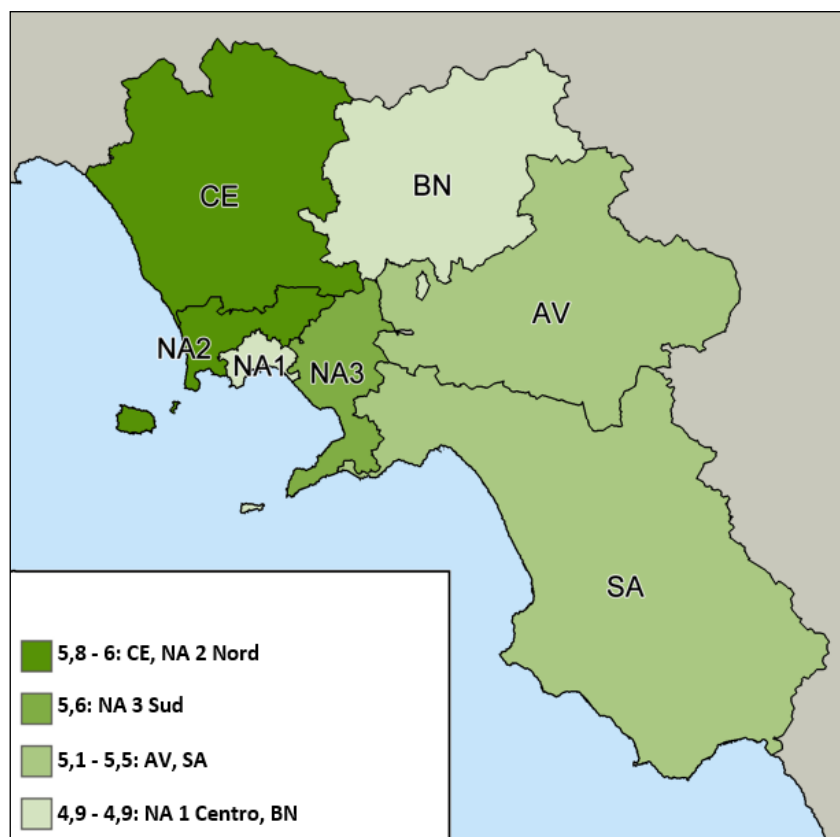 CE
BN
AV
NA2
NA1
NA3
SA
5,8 - 6: CE, NA 2 Nord
5,6: NA 3 Sud
5,1 - 5,5: AV, SA
4,9 - 4,9: NA 1 Centro, BN